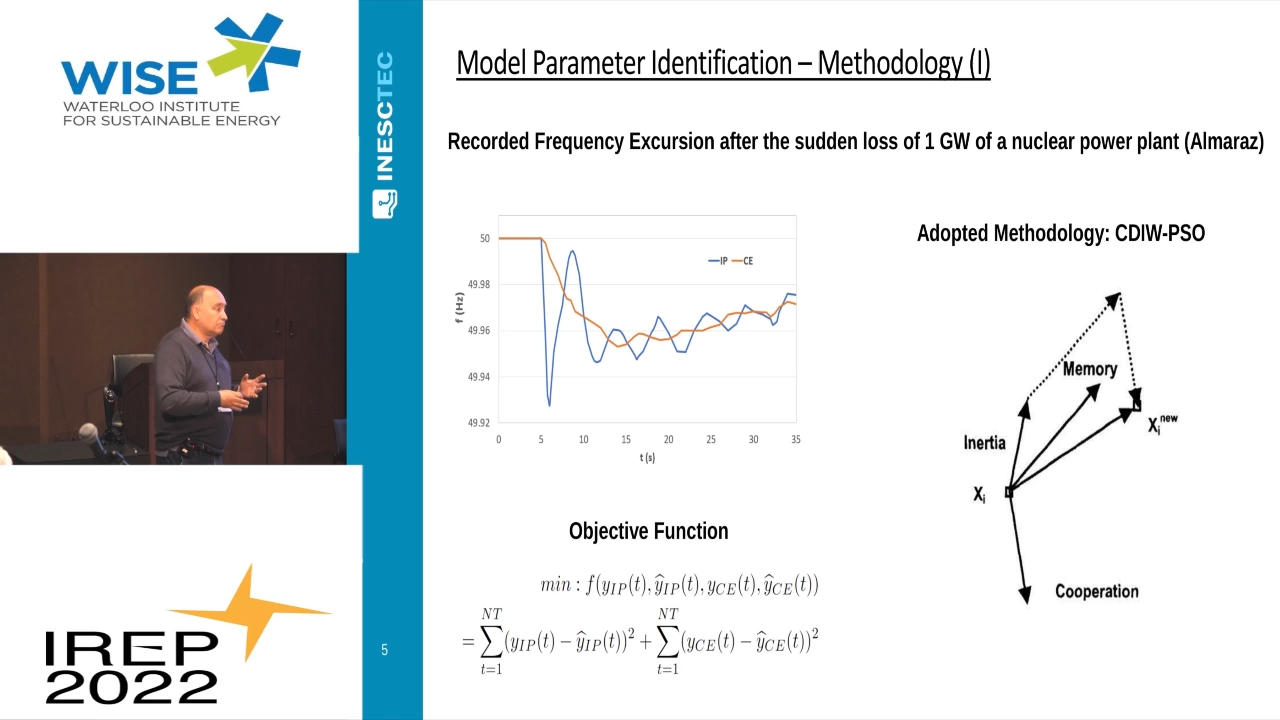 WISE
WATERLOO INSTITUTE
FOR SUSTAINABLE ENERGY
INESCTEC
Model Parameter Identification – Methodology (I)
Recorded Frequency Excursion after the sudden loss of 1 GW of a nuclear power plant (Almaraz)
50
49.98
49.96
49.94
49.92
f (Hz)
IP CE
0 5 10 15 20 25 30 35
t (s)
Adopted Methodology: CDIW-PSO
Memory
X_i^new
Inertia
X_i
Cooperation
Objective Function
min : f(y_IP(t), ŷ_IP(t), y_CE(t), ŷ_CE(t))
= ∑_{t=1}^{NT} (y_IP(t) − ŷ_IP(t))² + ∑_{t=1}^{NT} (y_CE(t) − ŷ_CE(t))²
IREP
2022
5